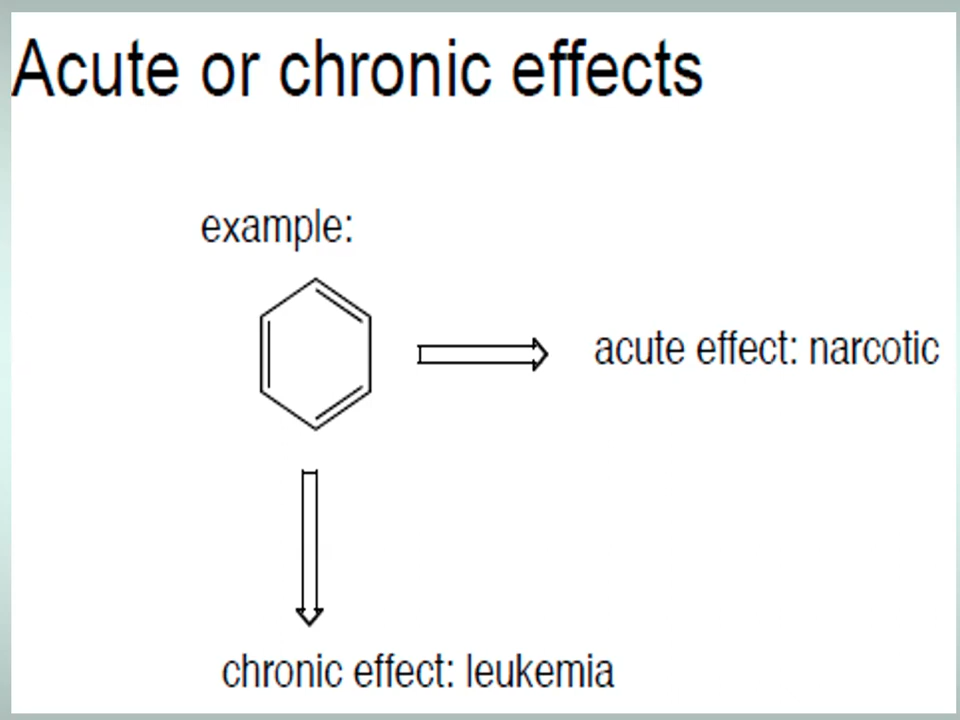 Acute or chronic effects
example:
acute effect: narcotic
chronic effect: leukemia